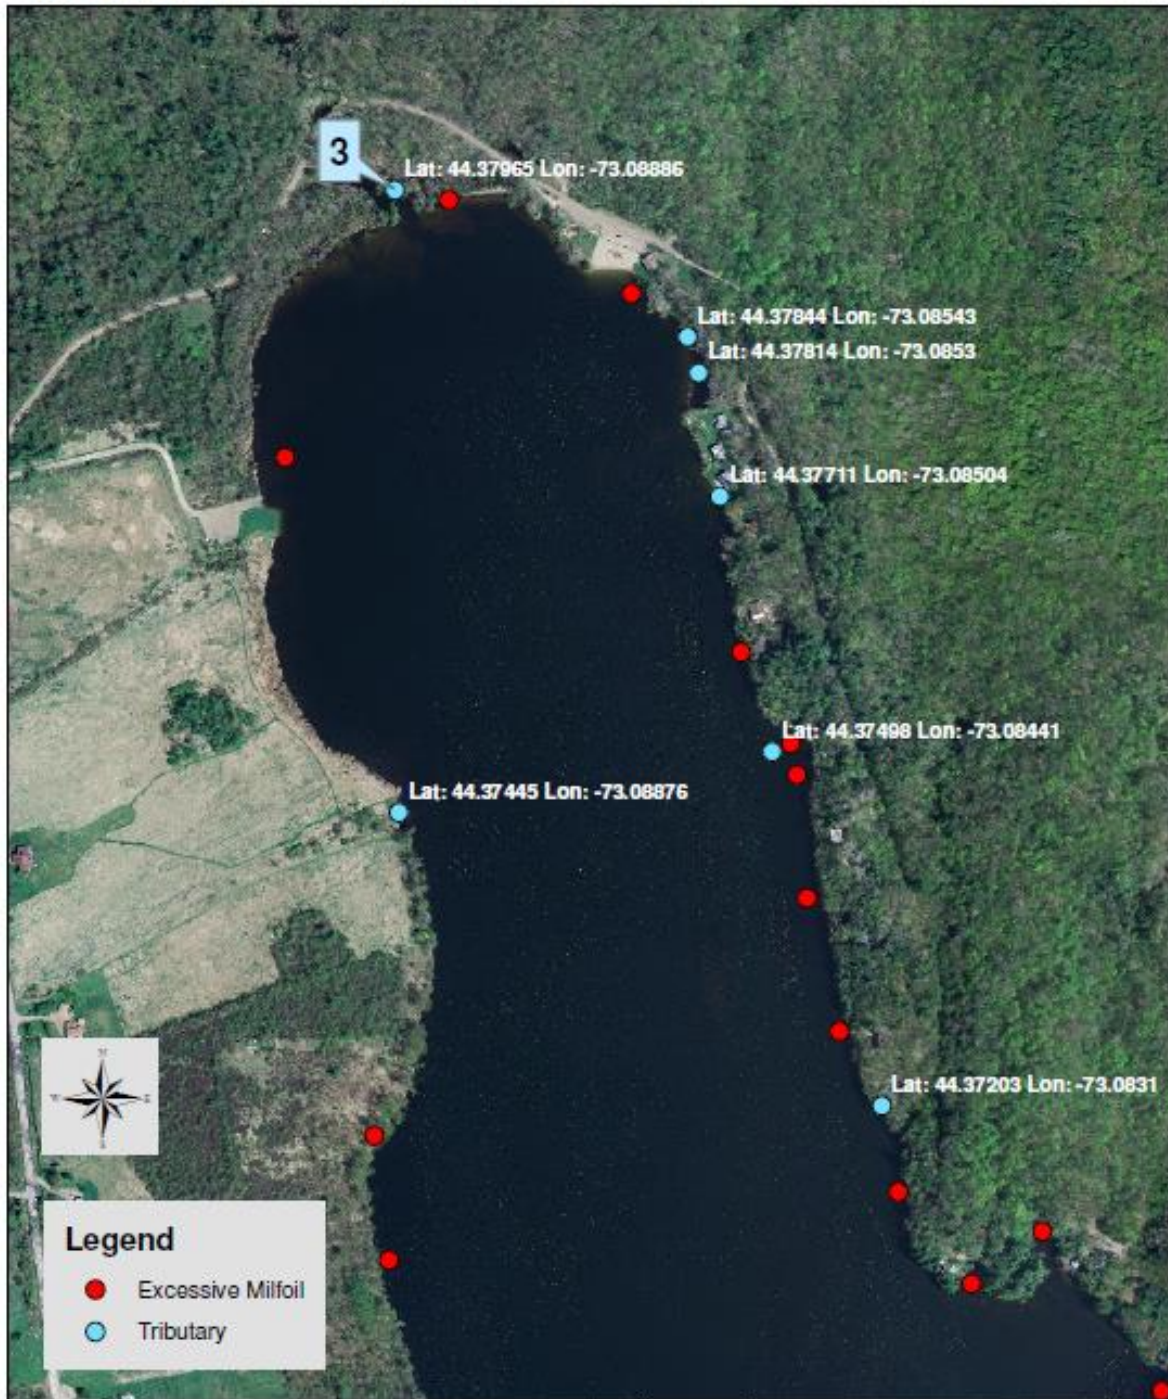 3
Lat: 44.37965 Lon: -73.08886
Lat: 44.37844 Lon: -73.08543
Lat: 44.37814 Lon: -73.0853
Lat: 44.37711 Lon: -73.08504
Lat: 44.37498 Lon: -73.08441
Lat: 44.37445 Lon: -73.08876
Lat: 44.37203 Lon: -73.0831
N
Legend
Excessive Milfoil
Tributary